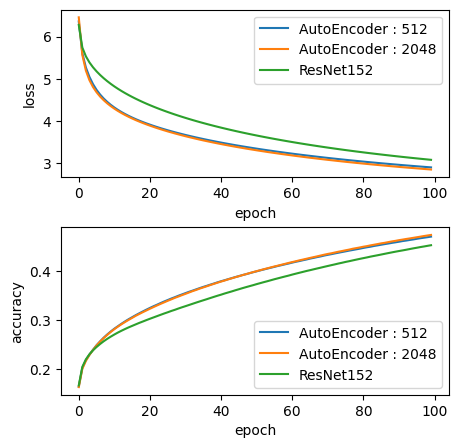 AutoEncoder : 512
AutoEncoder : 2048
ResNet152
loss
6
5
4
3
0 20 40 60 80 100
epoch
AutoEncoder : 512
AutoEncoder : 2048
ResNet152
accuracy
0.4
0.3
0.2
0 20 40 60 80 100
epoch